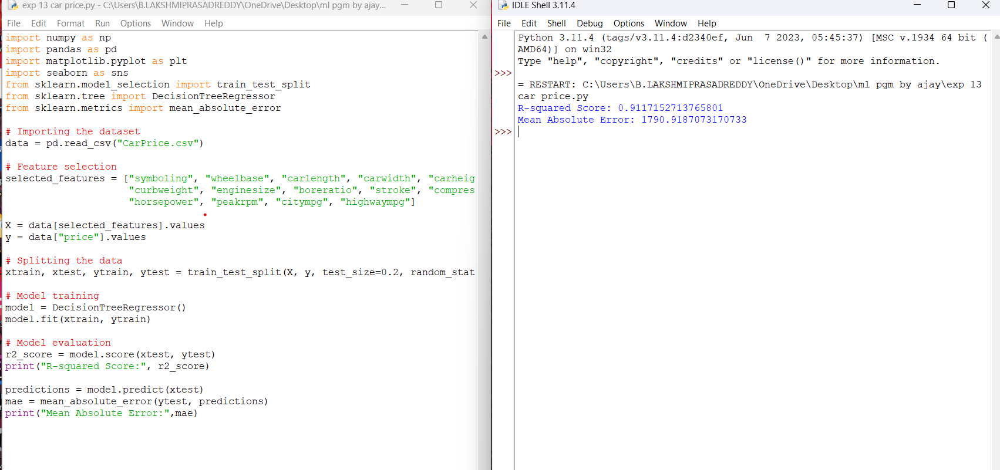 exp 13 car price.py - C:\Users\B.LAKSHMIPRASADREDDY\OneDrive\Desktop\ml pgm by ajay...
File Edit Format Run Options Window Help
import numpy as np
import pandas as pd
import matplotlib.pyplot as plt
import seaborn as sns
from sklearn.model_selection import train_test_split
from sklearn.tree import DecisionTreeRegressor
from sklearn.metrics import mean_absolute_error
# Importing the dataset
data = pd.read_csv("CarPrice.csv")
# Feature selection
selected_features = ["symboling", "wheelbase", "carlength", "carwidth", "carheig
"curbweight", "enginesize", "boreratio", "stroke", "compres
"horsepower", "peakrpm", "citympg", "highwaympg"]
X = data[selected_features].values
y = data["price"].values
# Splitting the data
xtrain, xtest, ytrain, ytest = train_test_split(X, y, test_size=0.2, random_stat
# Model training
model = DecisionTreeRegressor()
model.fit(xtrain, ytrain)
# Model evaluation
r2_score = model.score(xtest, ytest)
print("R-squared Score:", r2_score)
predictions = model.predict(xtest)
mae = mean_absolute_error(ytest, predictions)
print("Mean Absolute Error:",mae)
IDLE Shell 3.11.4
File Edit Shell Debug Options Window Help
Python 3.11.4 (tags/v3.11.4:d2340ef, Jun  7 2023, 05:45:37) [MSC v.1934 64 bit (
AMD64)] on win32
Type "help", "copyright", "credits" or "license()" for more information.
>>>
= RESTART: C:\Users\B.LAKSHMIPRASADREDDY\OneDrive\Desktop\ml pgm by ajay\exp 13
car price.py
R-squared Score: 0.9117152713765801
Mean Absolute Error: 1790.9187073170733
>>>